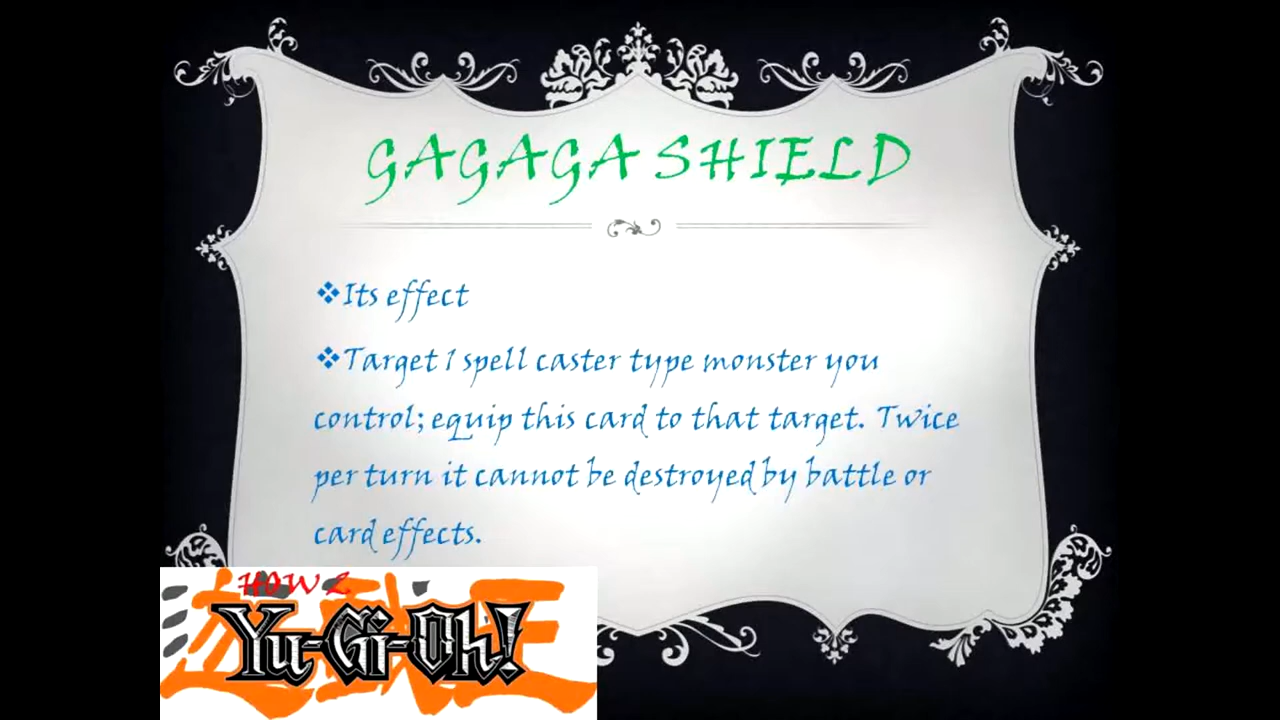 GAGAGA SHIELD
❖Its effect
❖Target 1 spell caster type monster you
control; equip this card to that target. Twice
per turn it cannot be destroyed by battle or
card effects.
HOW 2
Yu-Gi-Oh!